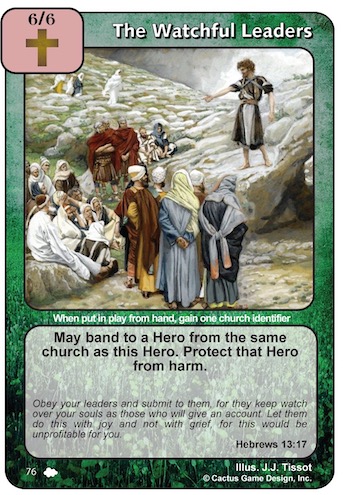 6/6
The Watchful Leaders
When put in play from hand, gain one church identifier
May band to a Hero from the same
church as this Hero. Protect that Hero
from harm.
Obey your leaders and submit to them, for they keep watch
over your souls as those who will give an account. Let them
do this with joy and not with grief, for this would be
unprofitable for you.
Hebrews 13:17
76
Illus. J.J. Tissot
© Cactus Game Design, Inc.